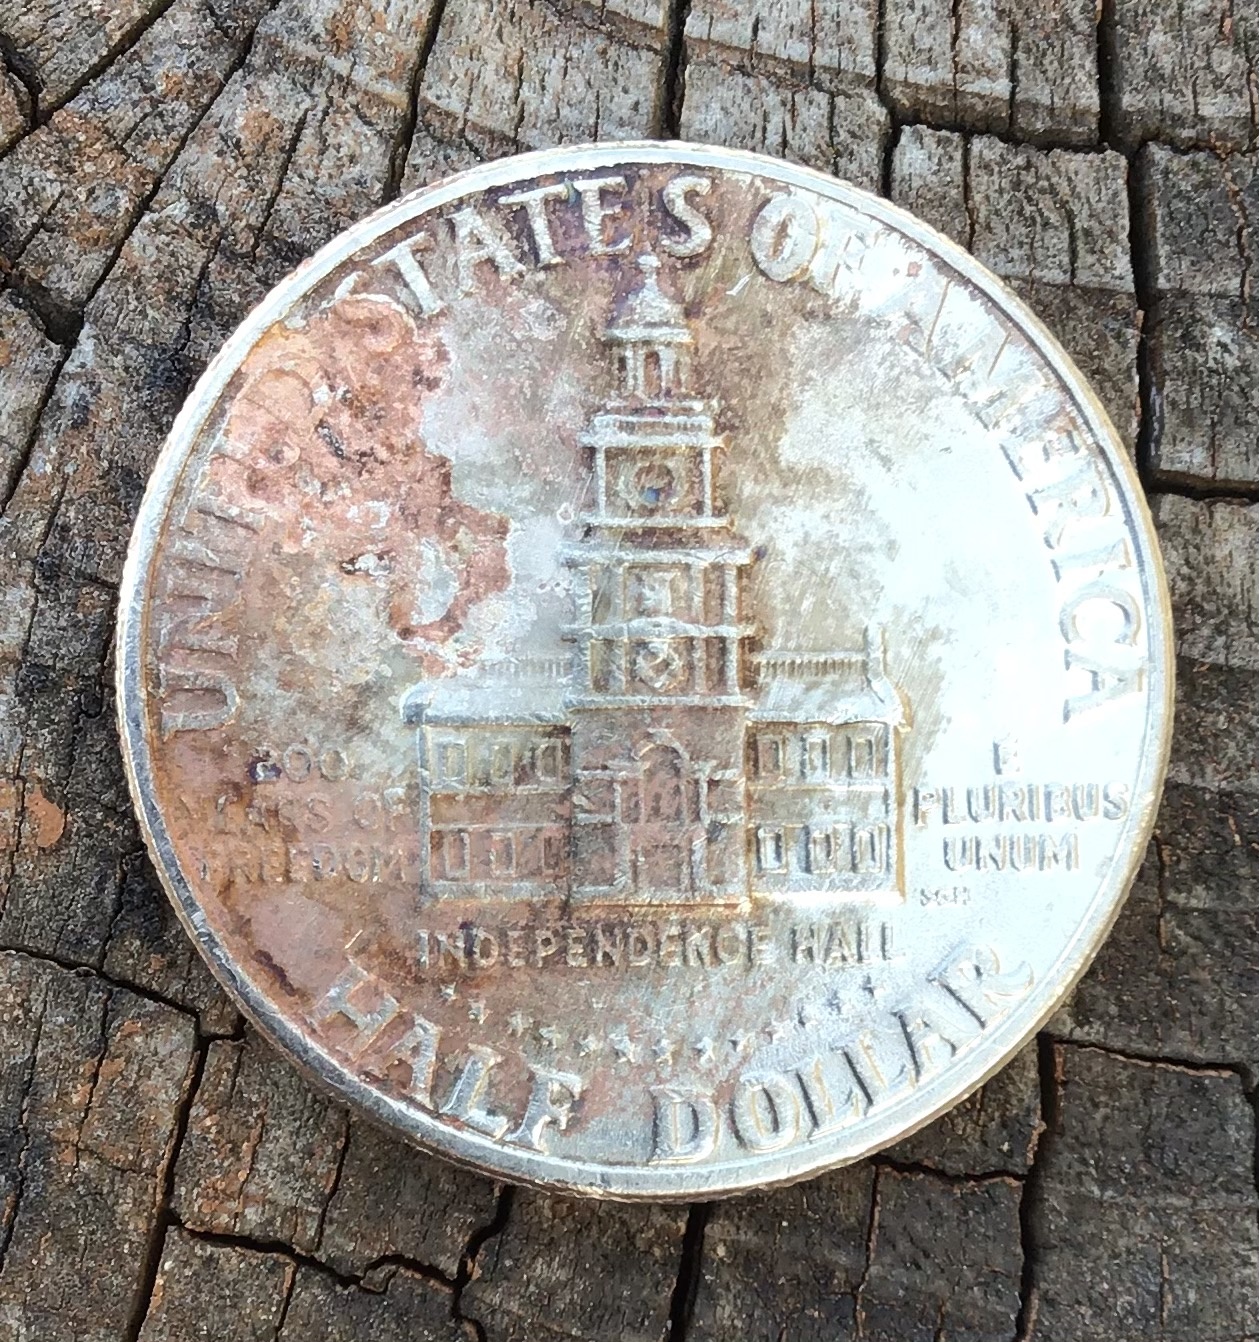 UNITED STATES OF AMERICA
200
YEARS OF
FREEDOM
E
PLURIBUS
UNUM
SGH
INDEPENDENCE HALL
HALF DOLLAR